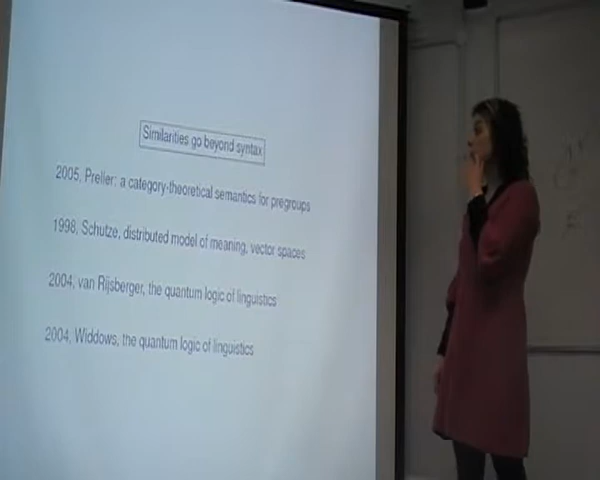 Similarities go beyond syntax
2005, Preller: a category-theoretical semantics for pregroups
1998, Schutze, distributed model of meaning, vector spaces
2004, van Rijsberger, the quantum logic of linguistics
2004, Widdows, the quantum logic of linguistics